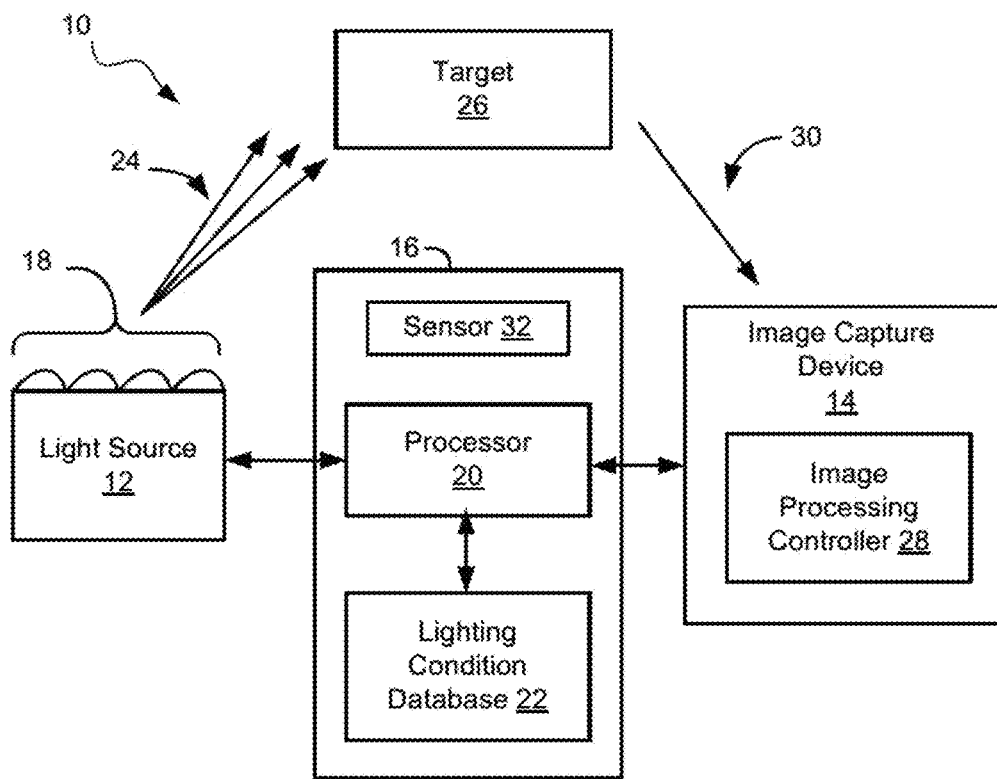 10
Target
26
24
30
18
16
Sensor 32
Image Capture
Device
14
Light Source
12
Processor
20
Image
Processing
Controller 28
Lighting
Condition
Database 22